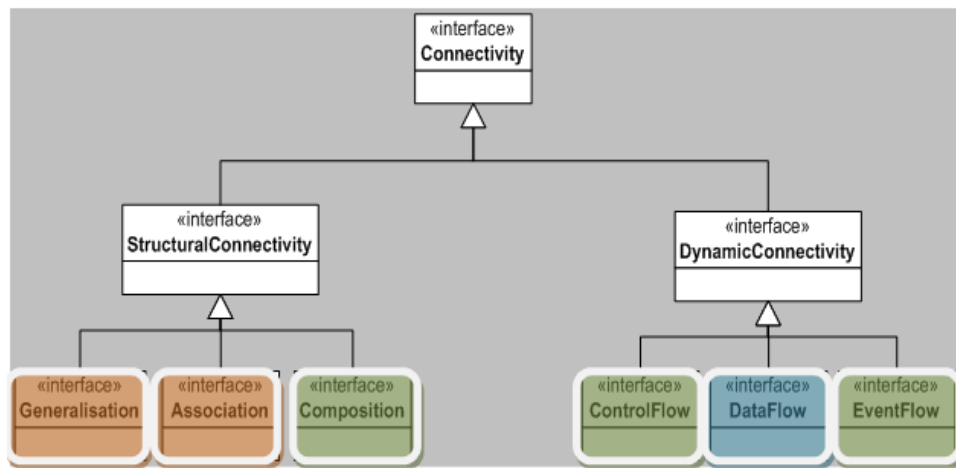 «interface»
Connectivity
«interface»
StructuralConnectivity
«interface»
DynamicConnectivity
«interface»
Generalisation
«interface»
Association
«interface»
Composition
«interface»
ControlFlow
«interface»
DataFlow
«interface»
EventFlow